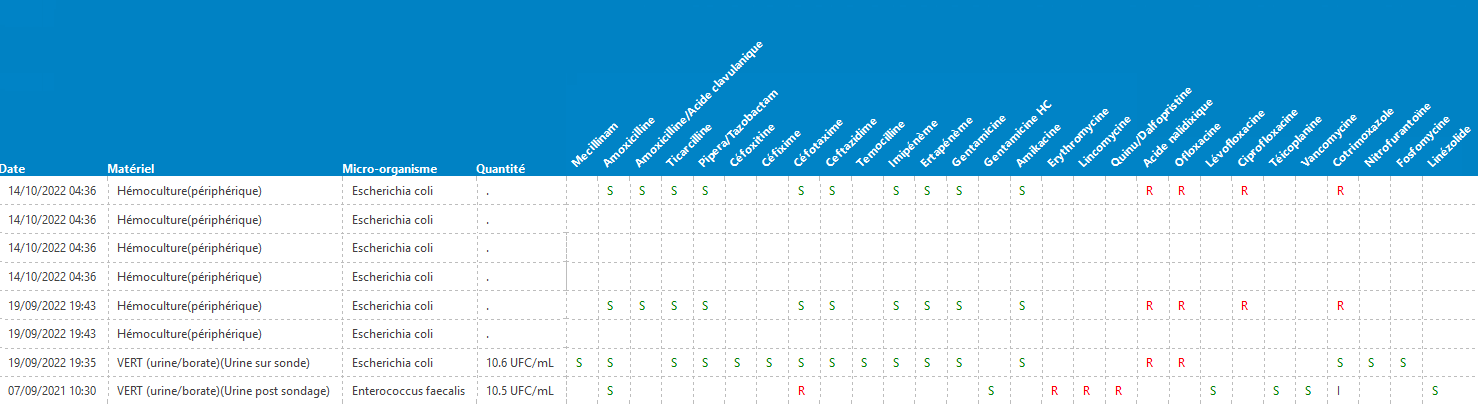 Date Matériel Micro-organisme Quantité Mecillinam Amoxicilline Amoxicilline/Acide clavulanique Ticarcilline Pipera/Tazobactam Céfoxitine Céfixime Céfotaxime Ceftazidime Temocilline Imipénème Ertapénème Gentamicine Gentamicine HC Amikacine Erythromycine Lincomycine Quinu/Dalfopristine Acide nalidixique Ofloxacine Lévofloxacine Ciprofloxacine Téicoplanine Vancomycine Cotrimoxazole Nitrofurantoine Fosfomycine Linézolide
14/10/2022 04:36 Hémoculture(périphérique) Escherichia coli . S S S S S S S S S S R R R R
14/10/2022 04:36 Hémoculture(périphérique) Escherichia coli .
14/10/2022 04:36 Hémoculture(périphérique) Escherichia coli .
14/10/2022 04:36 Hémoculture(périphérique) Escherichia coli .
19/09/2022 19:43 Hémoculture(périphérique) Escherichia coli . S S S S S S S S S S R R R R
19/09/2022 19:43 Hémoculture(périphérique) Escherichia coli .
19/09/2022 19:35 VERT (urine/borate)(Urine sur sonde) Escherichia coli 10.6 UFC/mL S S S S S S S S S S S S S R R S S S
07/09/2021 10:30 VERT (urine/borate)(Urine post sondage) Enterococcus faecalis 10.5 UFC/mL S R S R R R S S S I S